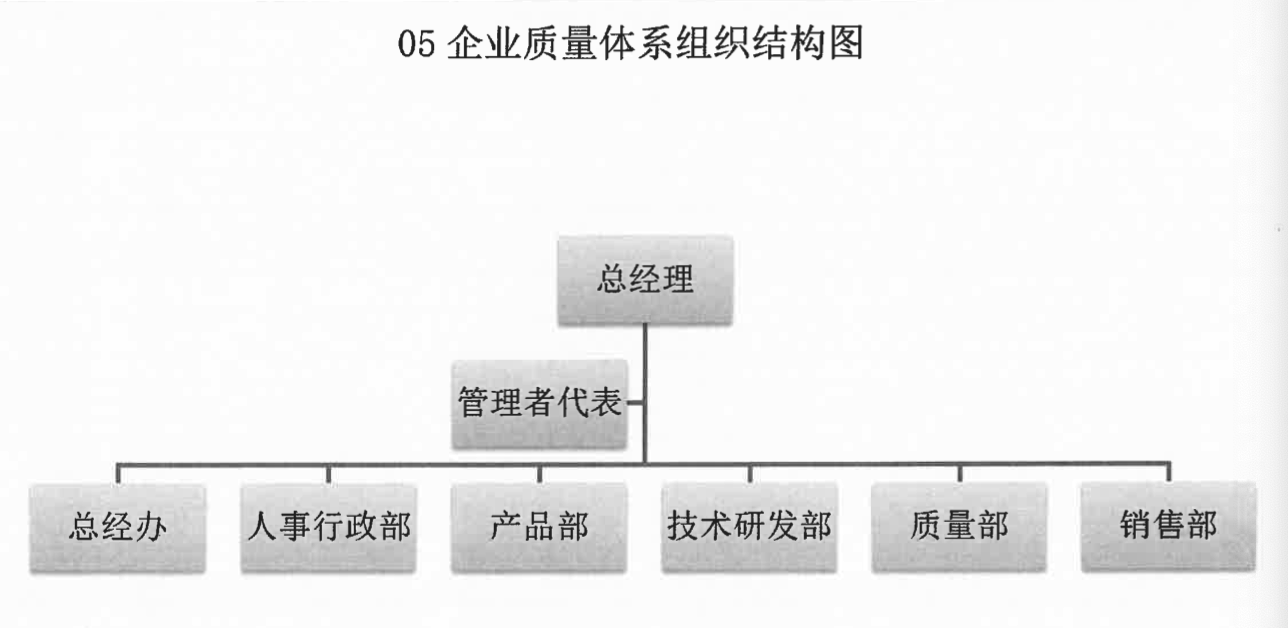 05 企业质量体系组织结构图
总经理
管理者代表
总经办
人事行政部
产品部
技术研发部
质量部
销售部